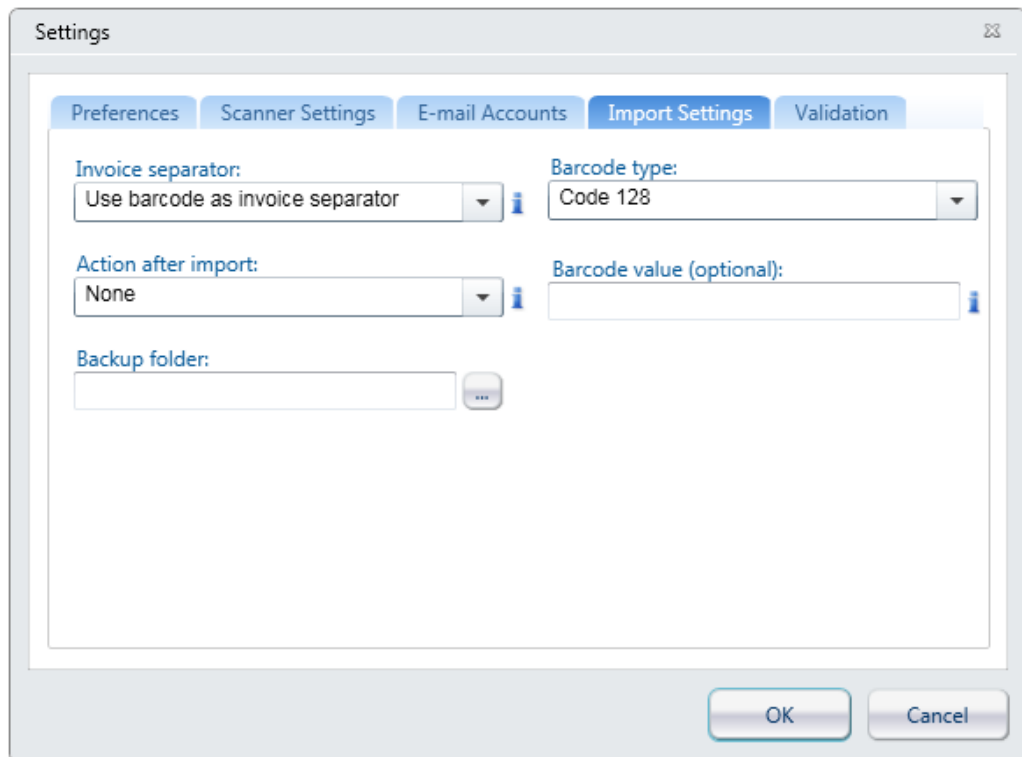 Settings
Preferences Scanner Settings E-mail Accounts Import Settings Validation
Invoice separator:
Use barcode as invoice separator
Barcode type:
Code 128
Action after import:
None
Barcode value (optional):
Backup folder:
...
OK Cancel